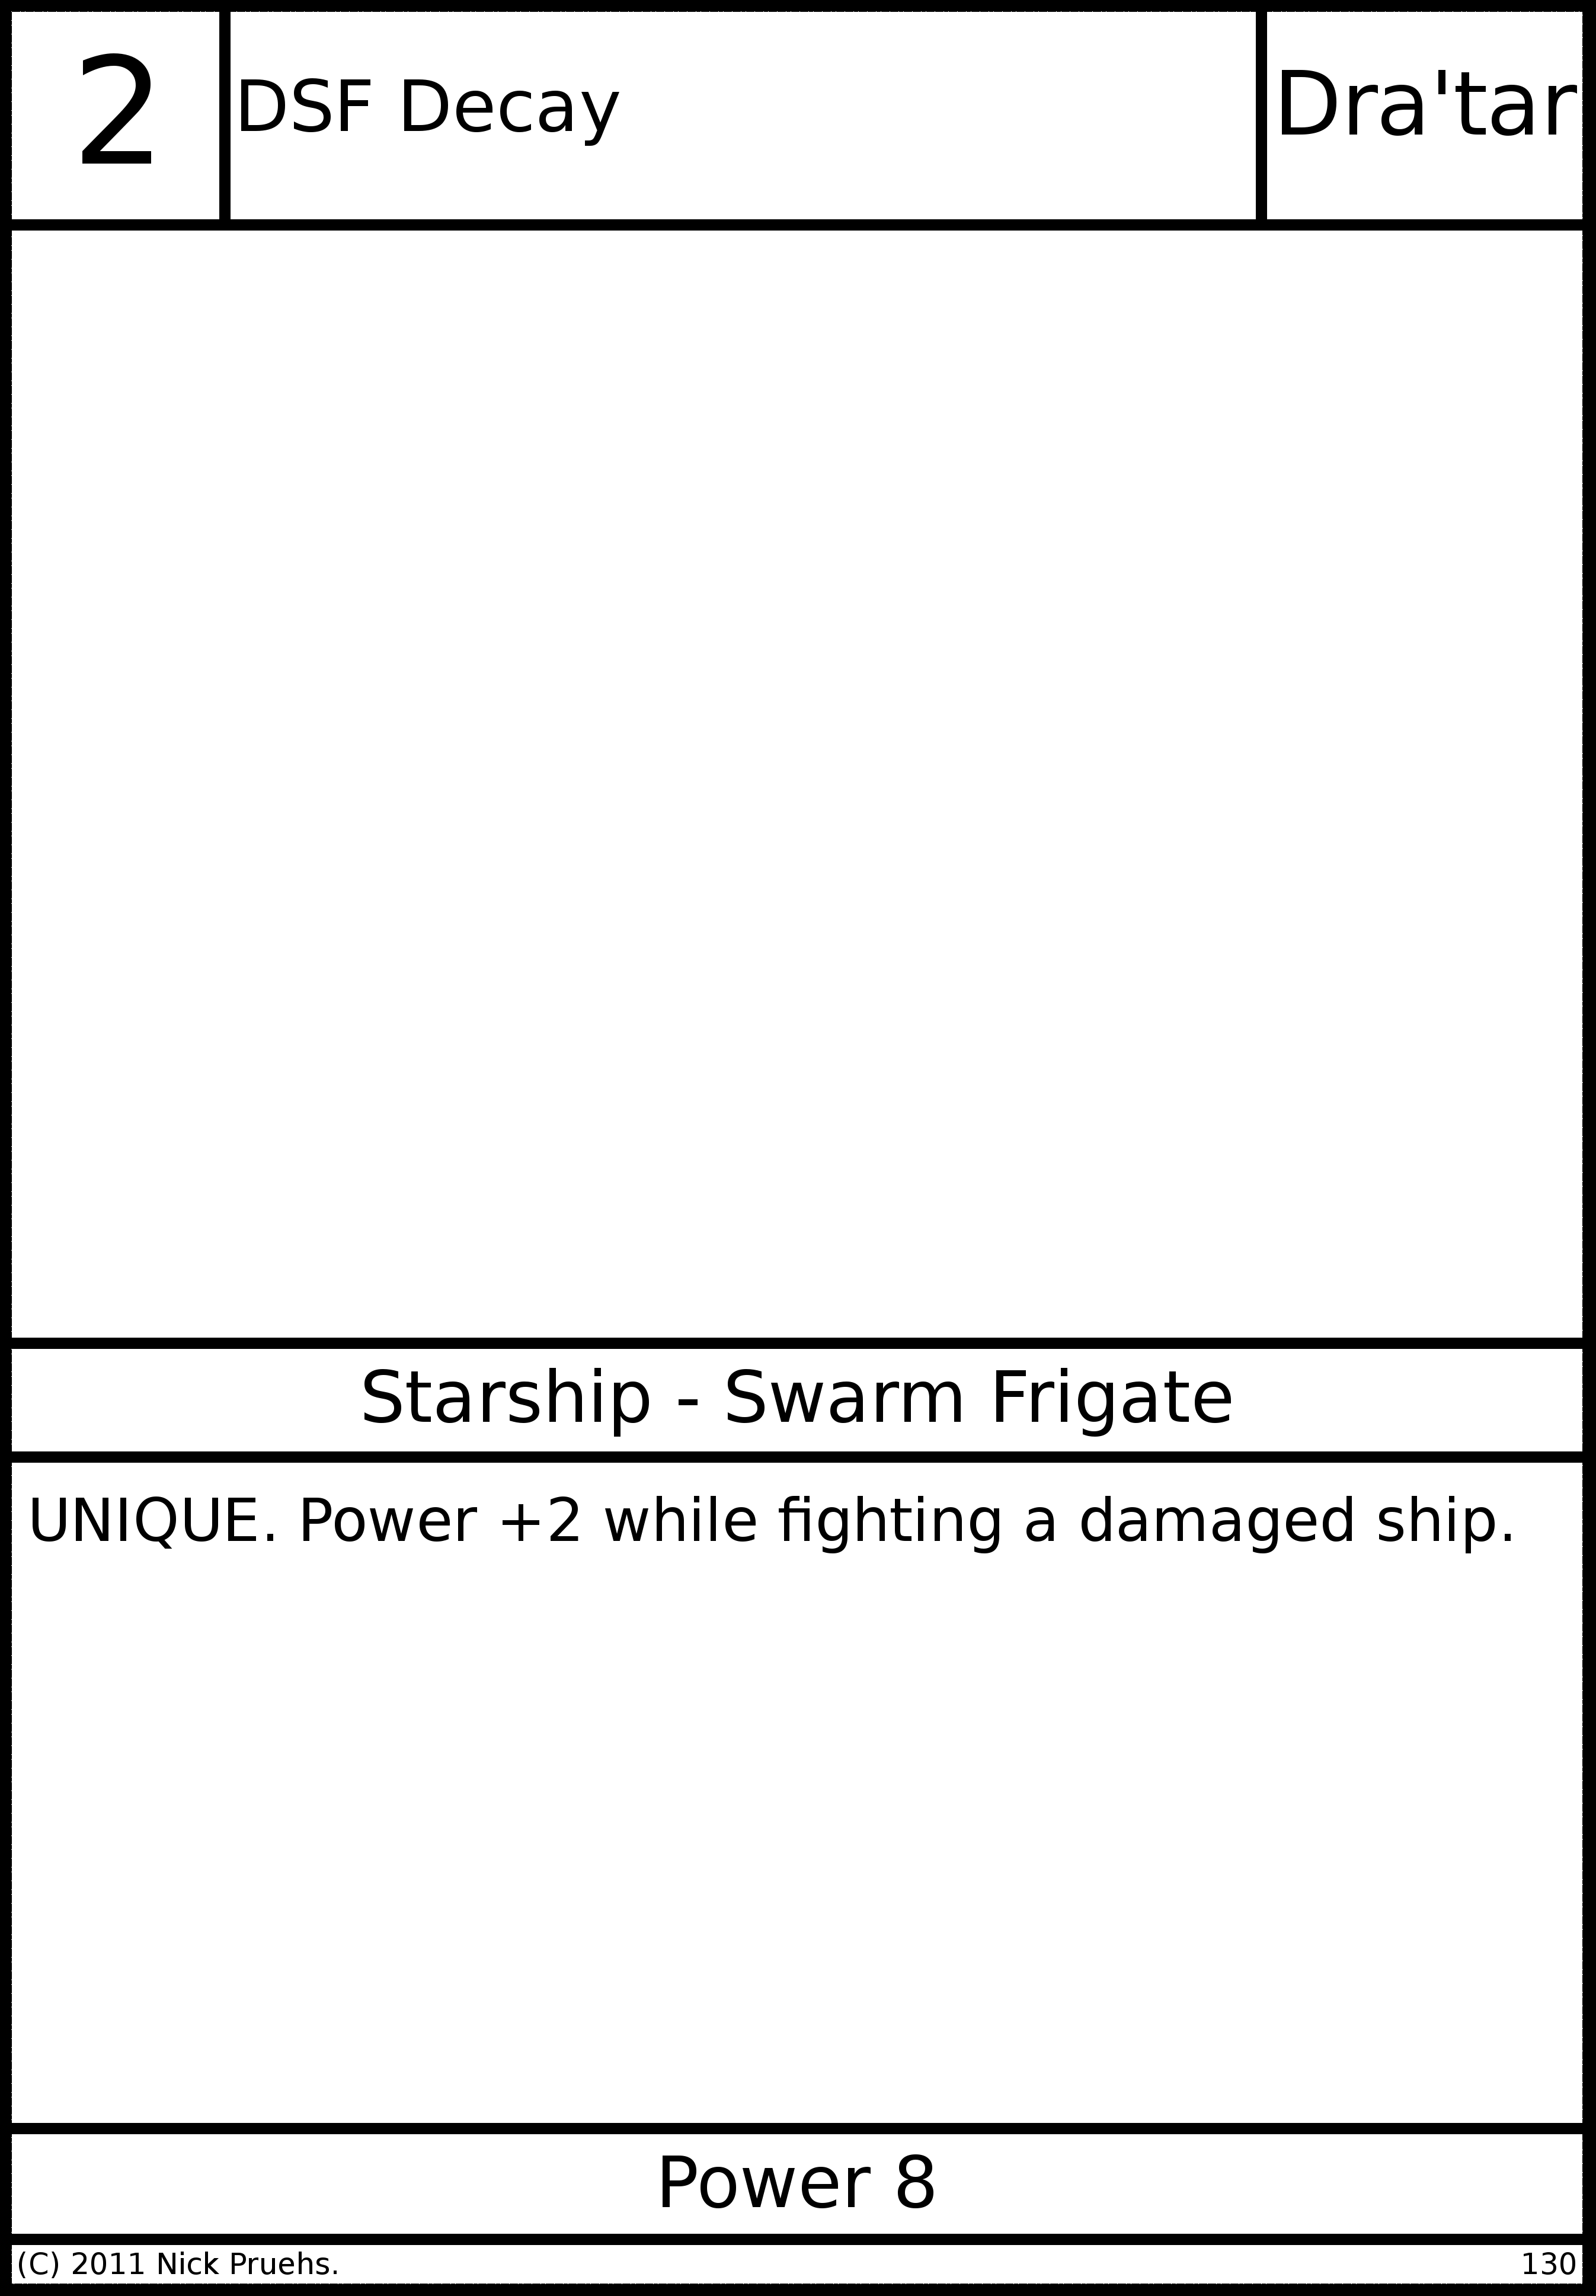 2
DSF Decay
Dra'tar
Starship - Swarm Frigate
UNIQUE. Power +2 while fighting a damaged ship.
Power 8
(C) 2011 Nick Pruehs.
130